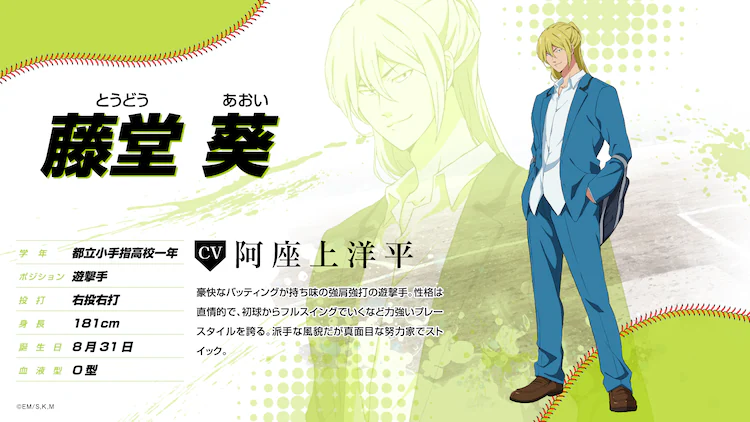 とうどう あおい
藤堂 葵
学年 都立小手指高校一年
ポジション 遊撃手
投打 右投右打
身長 181cm
誕生日 8月31日
血液型 O型
CV 阿座上洋平
豪快なバッティングが持ち味の強肩強打の遊撃手。性格は
直情的で、初球からフルスイングでいくなど力強いプレー
スタイルを誇る。派手な風貌だが真面目な努力家でスト
イック。
©EM/S,K,M